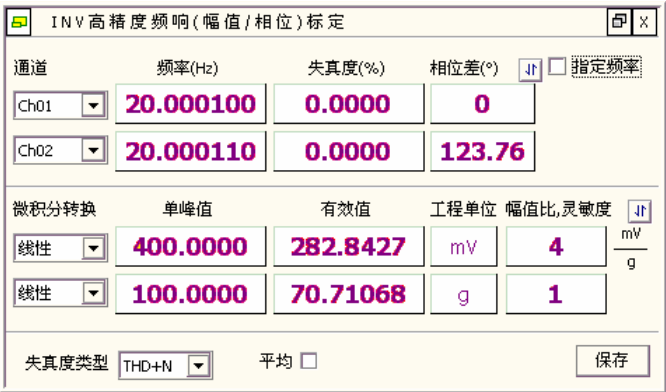 INV高精度频响(幅值/相位)标定
通道 频率(Hz) 失真度(%) 相位差(°) 指定频率
Ch01 20.000100 0.0000 0
Ch02 20.000110 0.0000 123.76
微积分转换 单峰值 有效值 工程单位 幅值比,灵敏度
线性 400.0000 282.8427 mV 4 mV
线性 100.0000 70.71068 g 1 g
失真度类型 THD+N 平均 保存